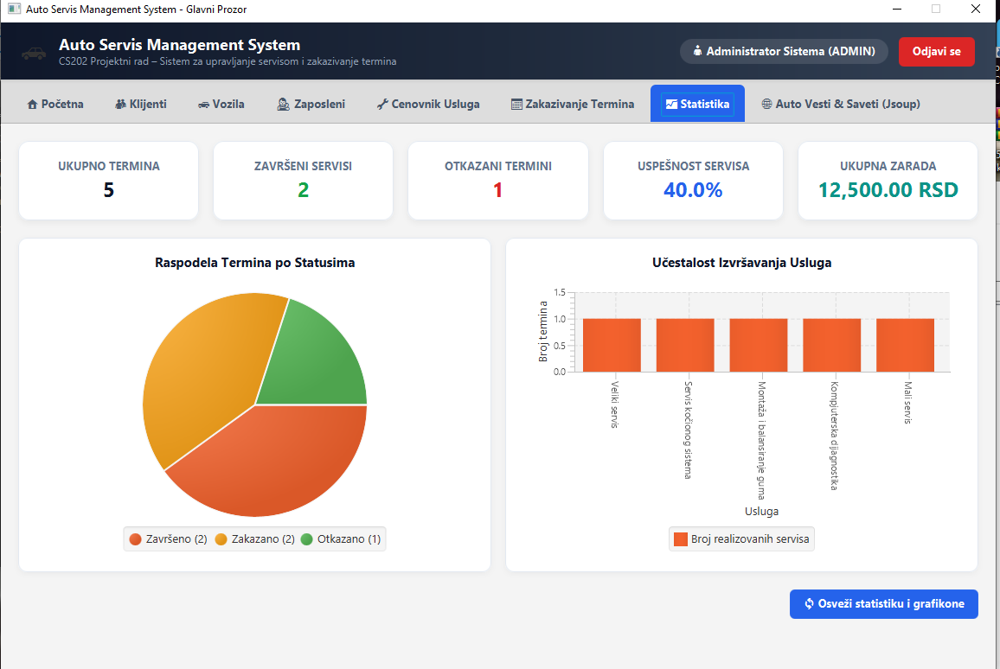 Auto Servis Management System - Glavni Prozor
Auto Servis Management System
CS202 Projektni rad – Sistem za upravljanje servisom i zakazivanje termina
Administrator Sistema (ADMIN)
Odjavi se
Početna
Klijenti
Vozila
Zaposleni
Cenovnik Usluga
Zakazivanje Termina
Statistika
Auto Vesti & Saveti (Jsoup)
UKUPNO TERMINA
5
ZAVRŠENI SERVISI
2
OTKAZANI TERMINI
1
USPEŠNOST SERVISA
40.0%
UKUPNA ZARADA
12,500.00 RSD
Raspodela Termina po Statusima
Završeno (2)
Zakazano (2)
Otkazano (1)
Učestalost Izvršavanja Usluga
Broj termina
1.5
1.0
0.5
0.0
Veliki servis
Servis kočionog sistema
Montaža i balansiranje guma
Kompjuterska dijagnostika
Mali servis
Usluga
Broj realizovanih servisa
Osveži statistiku i grafikone